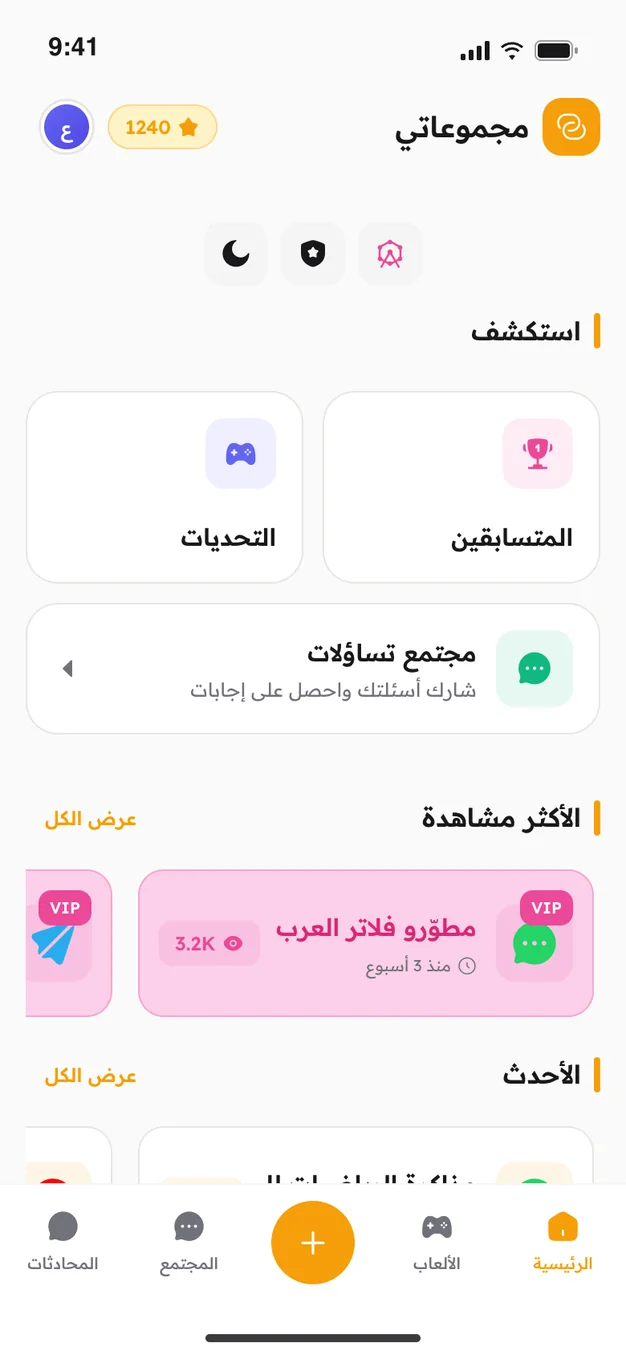 9:41
مجموعاتي
1240
ع
استكشف
المتسابقين
التحديات
مجتمع تساؤلات
شارك أسئلتك واحصل على إجابات
الأكثر مشاهدة
عرض الكل
VIP
مطوّرو فلاتر العرب
3.2K
منذ 3 أسبوع
VIP
الأحدث
عرض الكل
الرئيسية
الألعاب
المجتمع
المحادثات